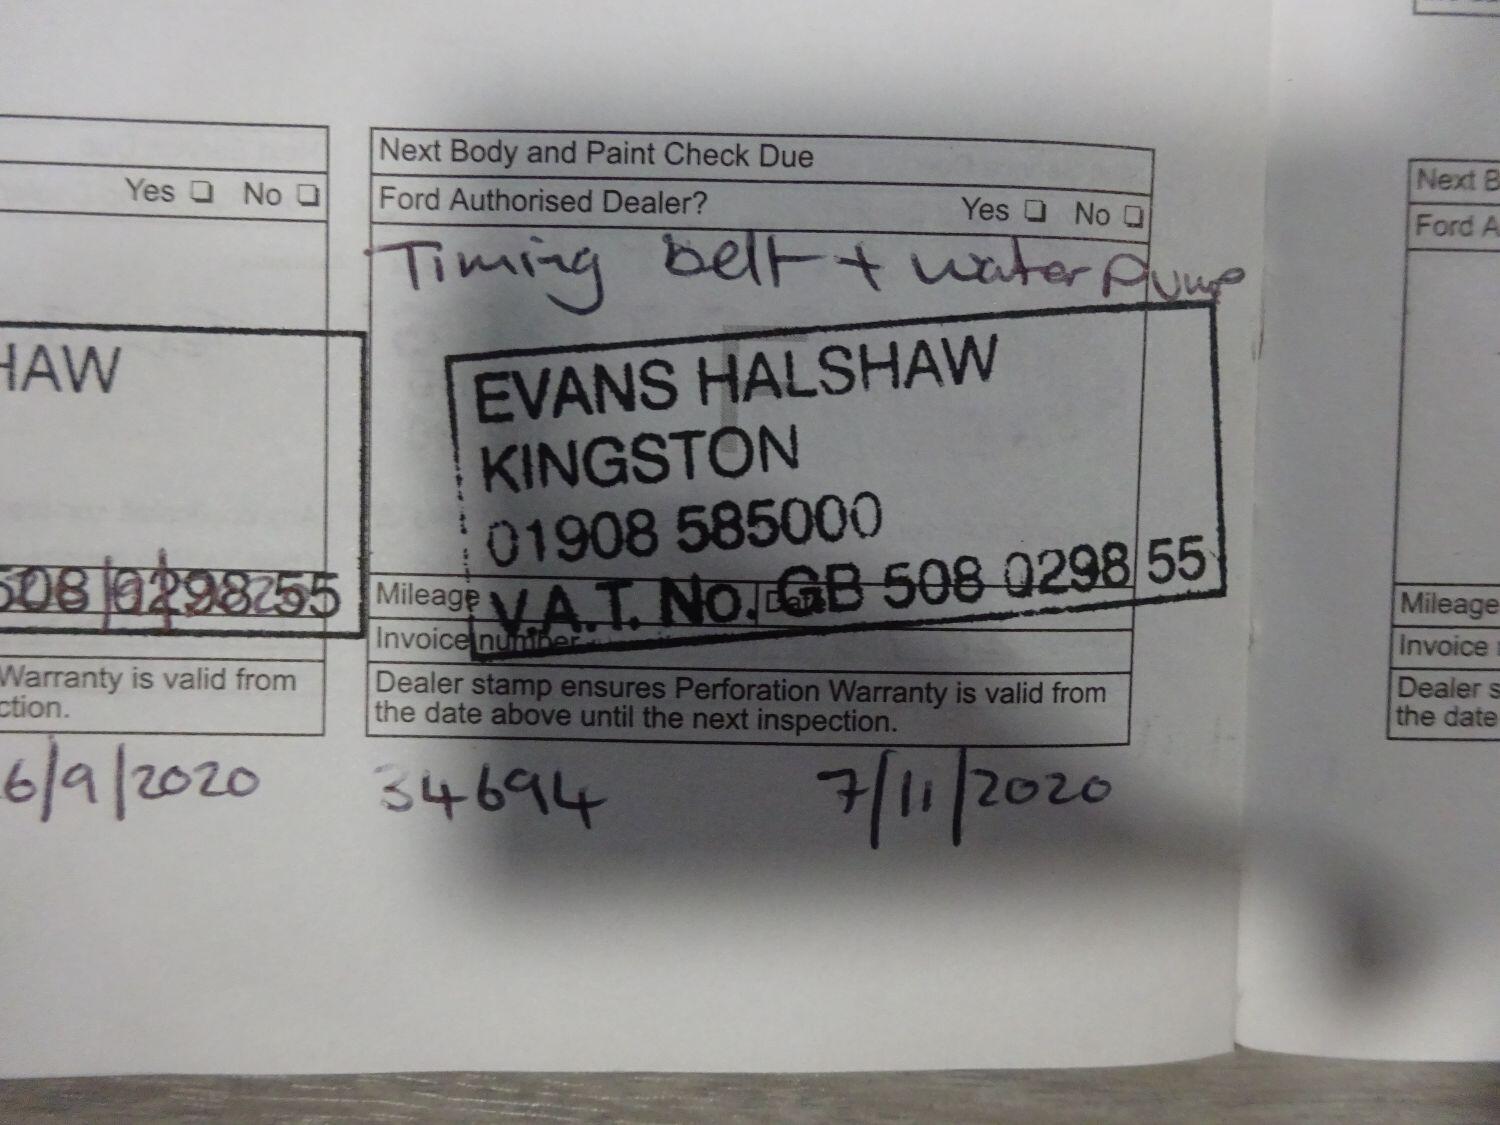 Yes ❏ No ❏
HAW
508 0298 55
Warranty is valid from
ction.
6/9/2020
Next Body and Paint Check Due
Ford Authorised Dealer? Yes ❏ No ❏
Timing belt + water pump
EVANS HALSHAW
KINGSTON
01908 585000
V.A.T. No. GB 508 0298 55
Mileage Date
Invoice number
Dealer stamp ensures Perforation Warranty is valid from
the date above until the next inspection.
34694 7/11/2020
Next B
Ford A
Mileage
Invoice
Dealer s
the date